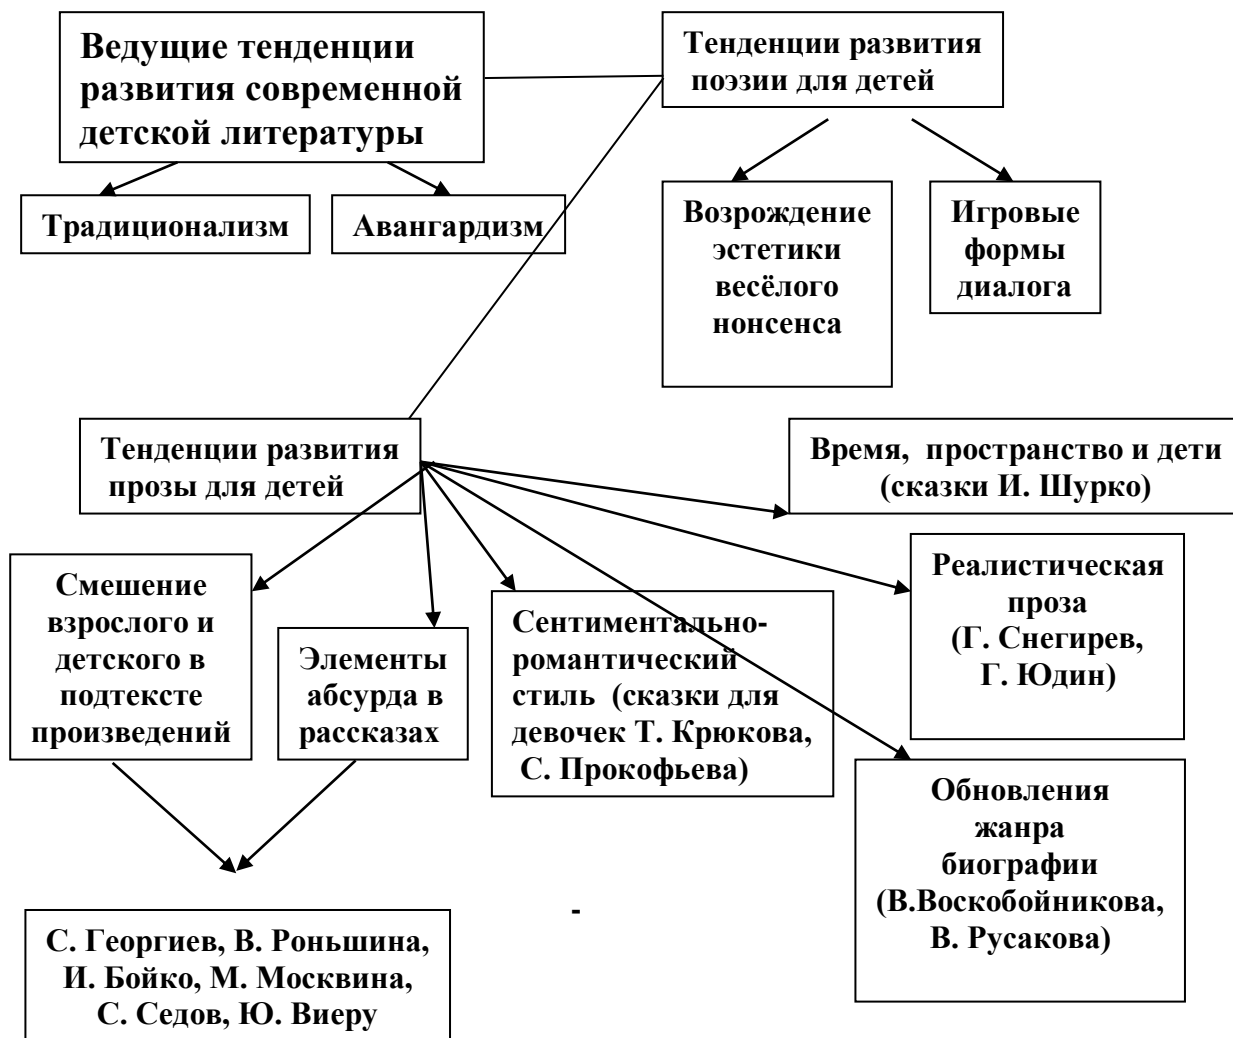 Ведущие тенденции
развития современной
детской литературы
Тенденции развития
поэзии для детей
Традиционализм
Авангардизм
Возрождение
эстетики
весёлого
нонсенса
Игровые
формы
диалога
Тенденции развития
прозы для детей
Время, пространство и дети
(сказки И. Шурко)
Смешение
взрослого и
детского в
подтексте
произведений
Элементы
абсурда в
рассказах
Сентиментально-
романтический
стиль (сказки для
девочек Т. Крюкова,
С. Прокофьева)
Реалистическая
проза
(Г. Снегирев,
Г. Юдин)
Обновления
жанра
биографии
(В.Воскобойникова,
В. Русакова)
-
С. Георгиев, В. Роньшина,
И. Бойко, М. Москвина,
С. Седов, Ю. Виеру